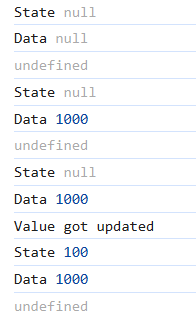 State null
Data null
undefined
State null
Data 1000
undefined
State null
Data 1000
Value got updated
State 100
Data 1000
undefined